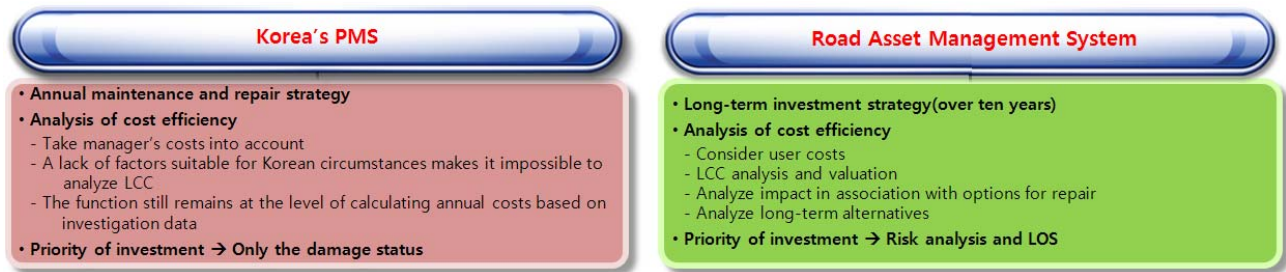 Korea's PMS
• Annual maintenance and repair strategy
• Analysis of cost efficiency
- Take manager's costs into account
- A lack of factors suitable for Korean circumstances makes it impossible to
analyze LCC
- The function still remains at the level of calculating annual costs based on
investigation data
• Priority of investment → Only the damage status
Road Asset Management System
• Long-term investment strategy(over ten years)
• Analysis of cost efficiency
- Consider user costs
- LCC analysis and valuation
- Analyze impact in association with options for repair
- Analyze long-term alternatives
• Priority of investment → Risk analysis and LOS